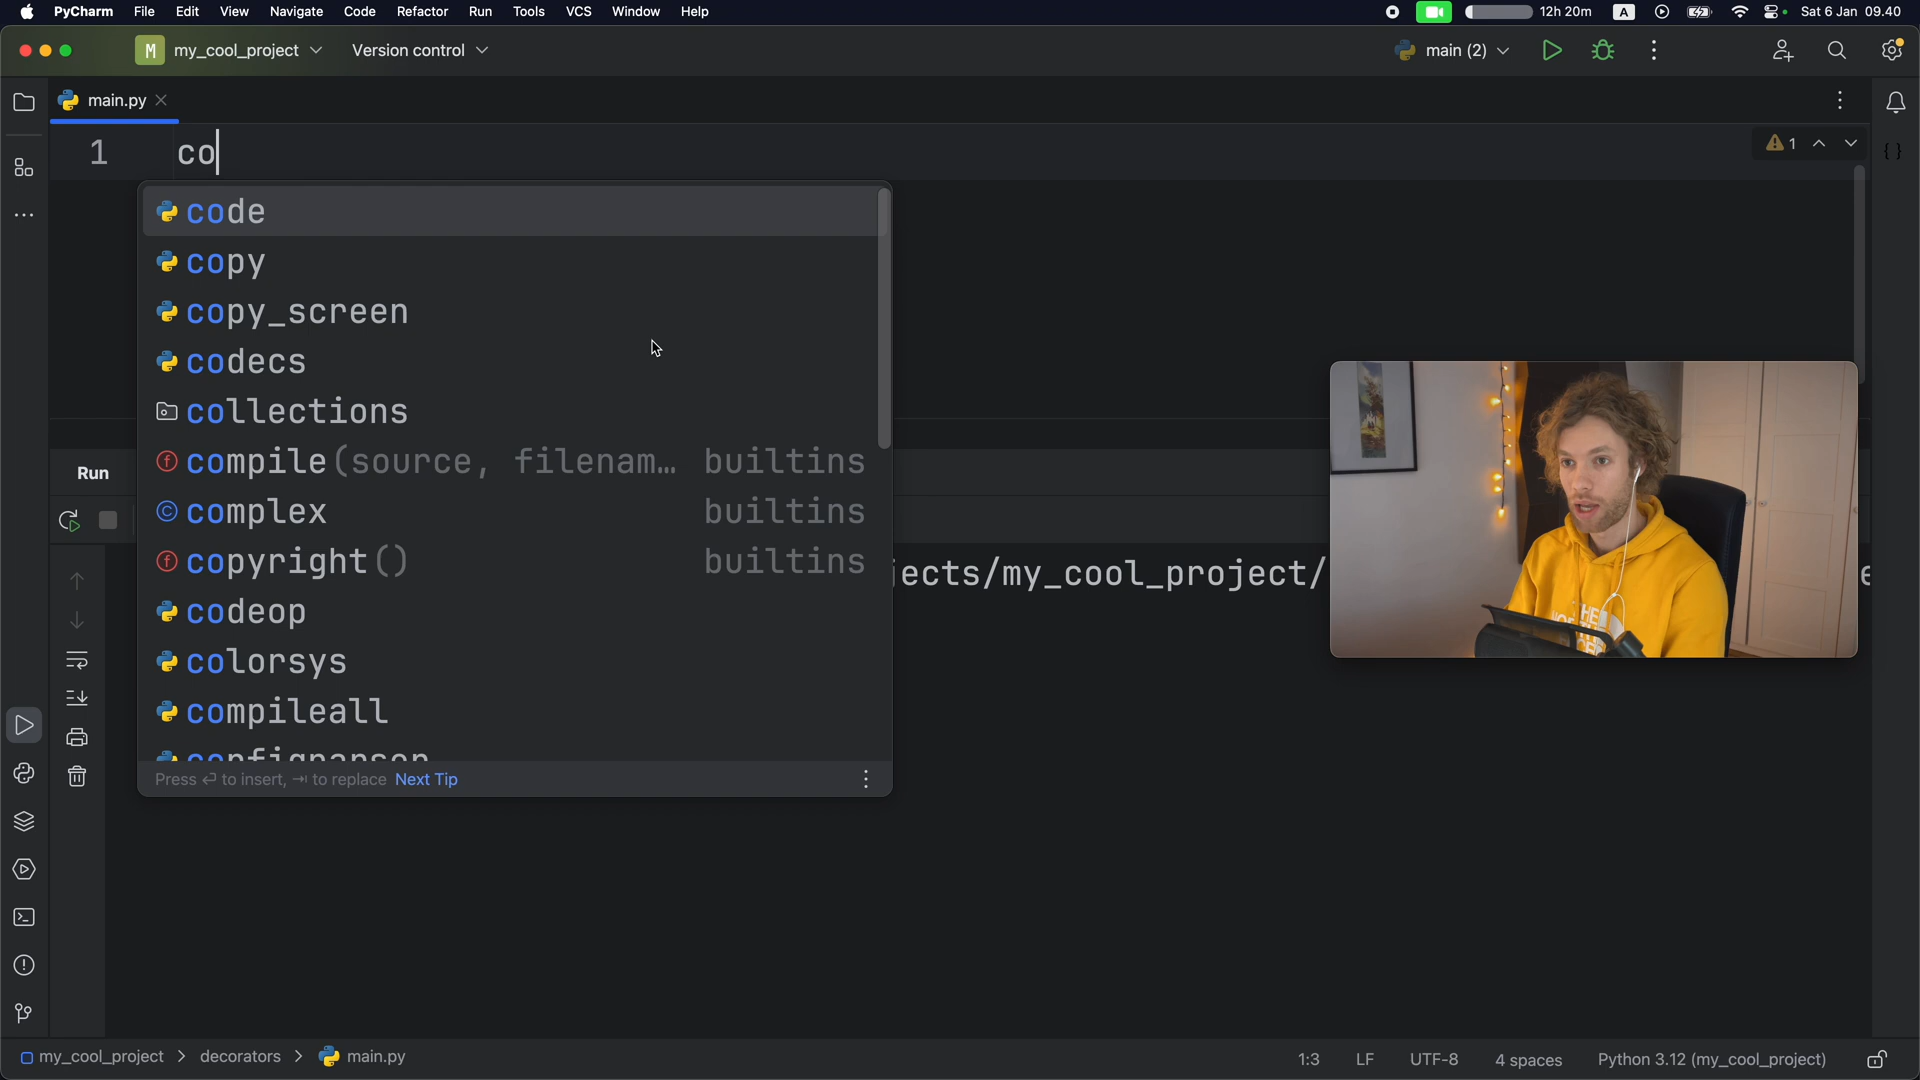 PyCharm File Edit View Navigate Code Refactor Run Tools VCS Window Help 12h 20m A Sat 6 Jan 09.40
M my_cool_project Version control main (2)
main.py
1 co
1
code
copy
copy_screen
codecs
collections
compile(source, filenam… builtins
Run
complex builtins
copyright() builtins
jects/my_cool_project/
codeop
colorsys
compileall
configparser
Press ↵ to insert, ⇥ to replace Next Tip
my_cool_project > decorators > main.py 1:3 LF UTF-8 4 spaces Python 3.12 (my_cool_project)